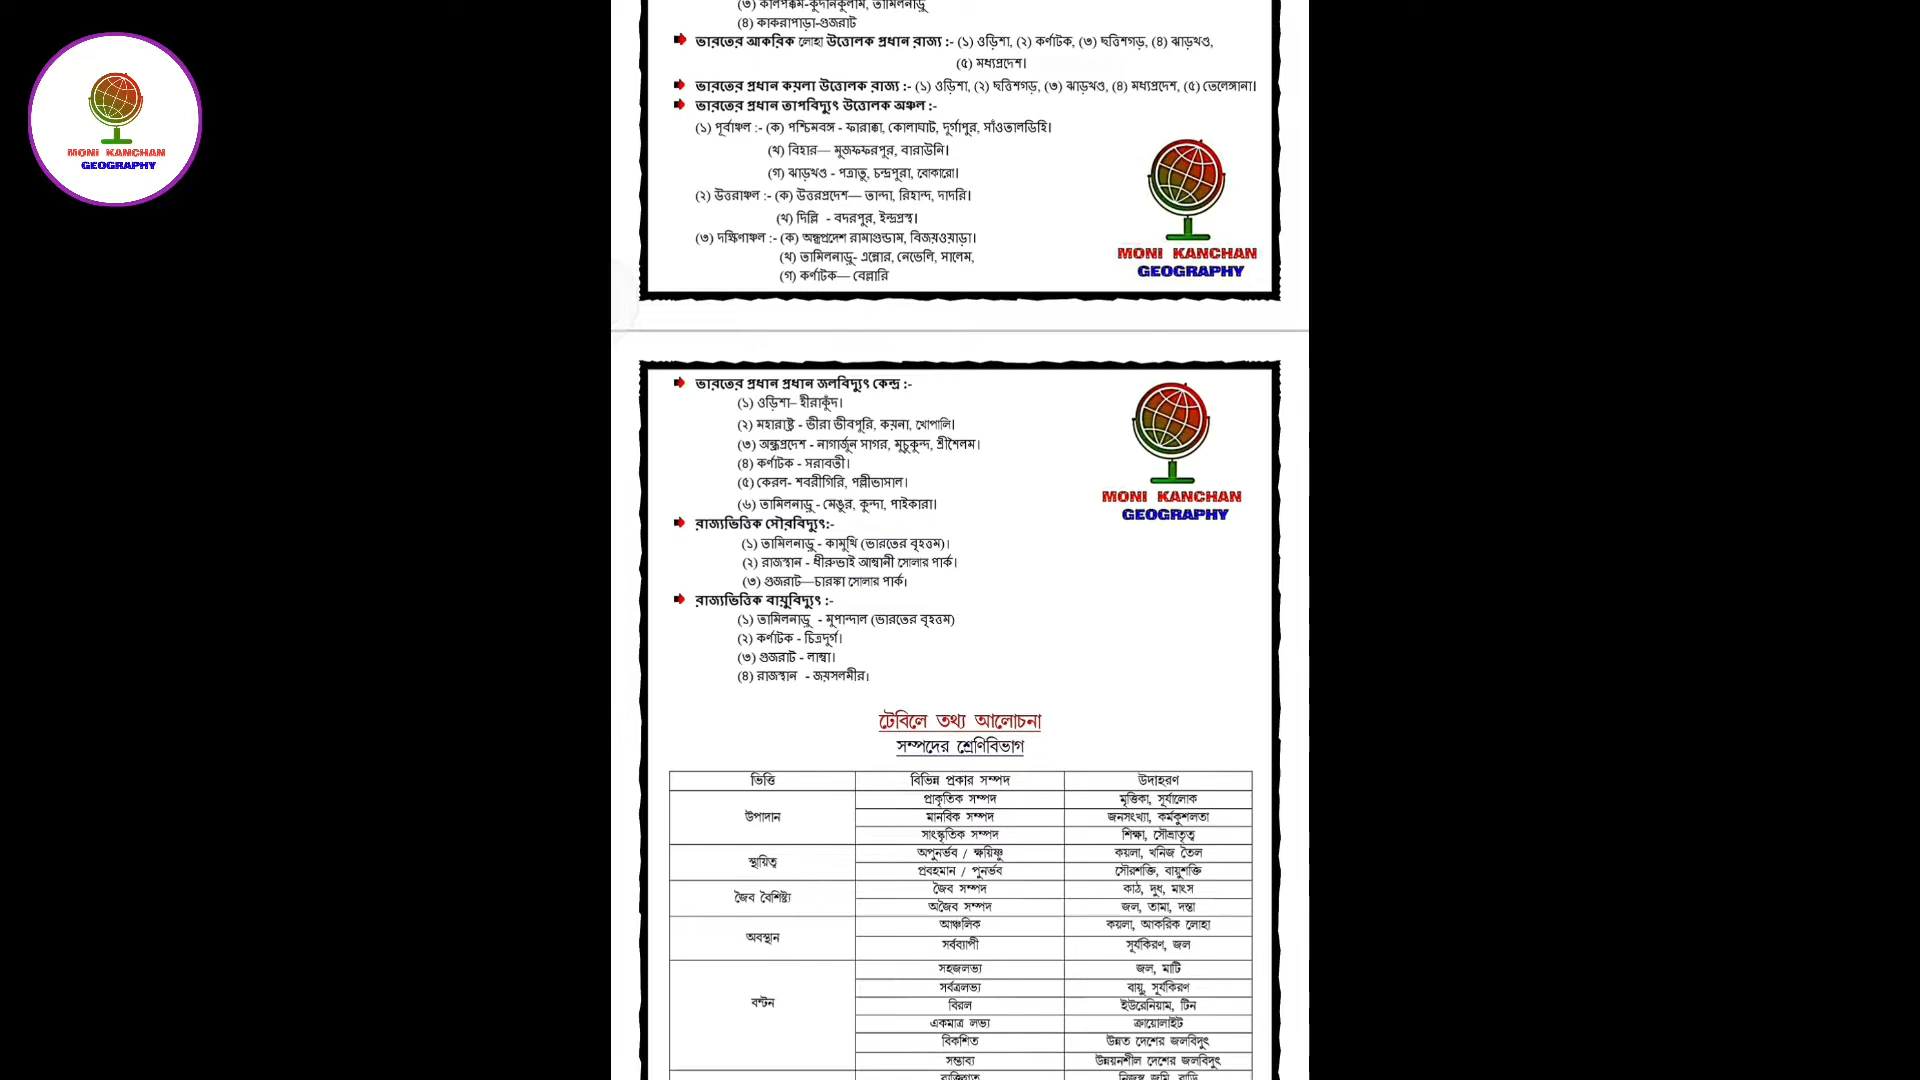 (৩) কালপক্কম-কুদানকুলাম, তামিলনাড়ু
(৪) কাকরাপাড়া-গুজরাট
ভারতের আকরিক লোহা উত্তোলক প্রধান রাজ্য :- (১) ওড়িশা, (২) কর্ণাটক, (৩) ছত্তিশগড়, (৪) ঝাড়খণ্ড,
(৫) মধ্যপ্রদেশ।
ভারতের প্রধান কয়লা উত্তোলক রাজ্য :- (১) ওড়িশা, (২) ছত্তিশগড়, (৩) ঝাড়খণ্ড, (৪) মধ্যপ্রদেশ, (৫) তেলেঙ্গানা।
ভারতের প্রধান তাপবিদ্যুৎ উত্তোলক অঞ্চল :-
(১) পূর্বাঞ্চল :- (ক) পশ্চিমবঙ্গ - ফারাক্কা, কোলাঘাট, দুর্গাপুর, সাঁওতালডিহি।
(খ) বিহার— মুজফফরপুর, বারাউনি।
(গ) ঝাড়খণ্ড - পত্রাতু, চন্দ্রপুরা, বোকারো।
(২) উত্তরাঞ্চল :- (ক) উত্তরপ্রদেশ— তান্দা, রিহান্দ, দাদরি।
(খ) দিল্লি - বদরপুর, ইন্দ্রপ্রস্থ।
(৩) দক্ষিণাঞ্চল :- (ক) অন্ধ্রপ্রদেশ রামাগুন্ডাম, বিজয়ওয়াড়া।
(খ) তামিলনাড়ু- এন্নোর, নেভেলি, সালেম,
(গ) কর্ণাটক— বেল্লারি
MONI KANCHAN
GEOGRAPHY
MONI KANCHAN
GEOGRAPHY
ভারতের প্রধান প্রধান জলবিদ্যুৎ কেন্দ্র :-
(১) ওড়িশা– হীরাকুঁদ।
(২) মহারাষ্ট্র - ভীরা ভীবপুরি, কয়না, খোপালি।
(৩) অন্ধ্রপ্রদেশ - নাগার্জুন সাগর, মুচুকুন্দ, শ্রীশৈলম।
(৪) কর্ণাটক - সরাবতী।
(৫) কেরল- শবরীগিরি, পল্লীভাসাল।
(৬) তামিলনাড়ু - মেত্তুর, কুন্দা, পাইকারা।
MONI KANCHAN
GEOGRAPHY
রাজ্যভিত্তিক সৌরবিদ্যুৎ:-
(১) তামিলনাড়ু - কামুথি (ভারতের বৃহত্তম)।
(২) রাজস্থান - ধীরুভাই আম্বানী সোলার পার্ক।
(৩) গুজরাট—চারঙ্কা সোলার পার্ক।
রাজ্যভিত্তিক বায়ুবিদ্যুৎ :-
(১) তামিলনাড়ু - মুপান্দাল (ভারতের বৃহত্তম)
(২) কর্ণাটক - চিত্রদুর্গ।
(৩) গুজরাট - লাম্বা।
(৪) রাজস্থান - জয়সলমীর।
টেবিলে তথ্য আলোচনা
সম্পদের শ্রেণিবিভাগ
ভিত্তি বিভিন্ন প্রকার সম্পদ উদাহরণ
উপাদান প্রাকৃতিক সম্পদ মৃত্তিকা, সূর্যালোক
মানবিক সম্পদ জনসংখ্যা, কর্মকুশলতা
সাংস্কৃতিক সম্পদ শিক্ষা, সৌভ্রাতৃত্ব
স্থায়িত্ব অপুনর্ভব / ক্ষয়িষ্ণু কয়লা, খনিজ তৈল
প্রবহমান / পুনর্ভব সৌরশক্তি, বায়ুশক্তি
জৈব বৈশিষ্ট্য জৈব সম্পদ কাঠ, দুধ, মাংস
অজৈব সম্পদ জল, তামা, দস্তা
অবস্থান আঞ্চলিক কয়লা, আকরিক লোহা
সর্বব্যাপী সূর্যকিরণ, জল
বন্টন সহজলভ্য জল, মাটি
সর্বত্রলভ্য বায়ু, সূর্যকিরণ
বিরল ইউরেনিয়াম, টিন
একমাত্র লভ্য ক্রায়োলাইট
বিকশিত উন্নত দেশের জলবিদুৎ
সম্ভাব্য উন্নয়নশীল দেশের জলবিদুৎ
ব্যক্তিগত নিজস্ব জমি, বাড়ি